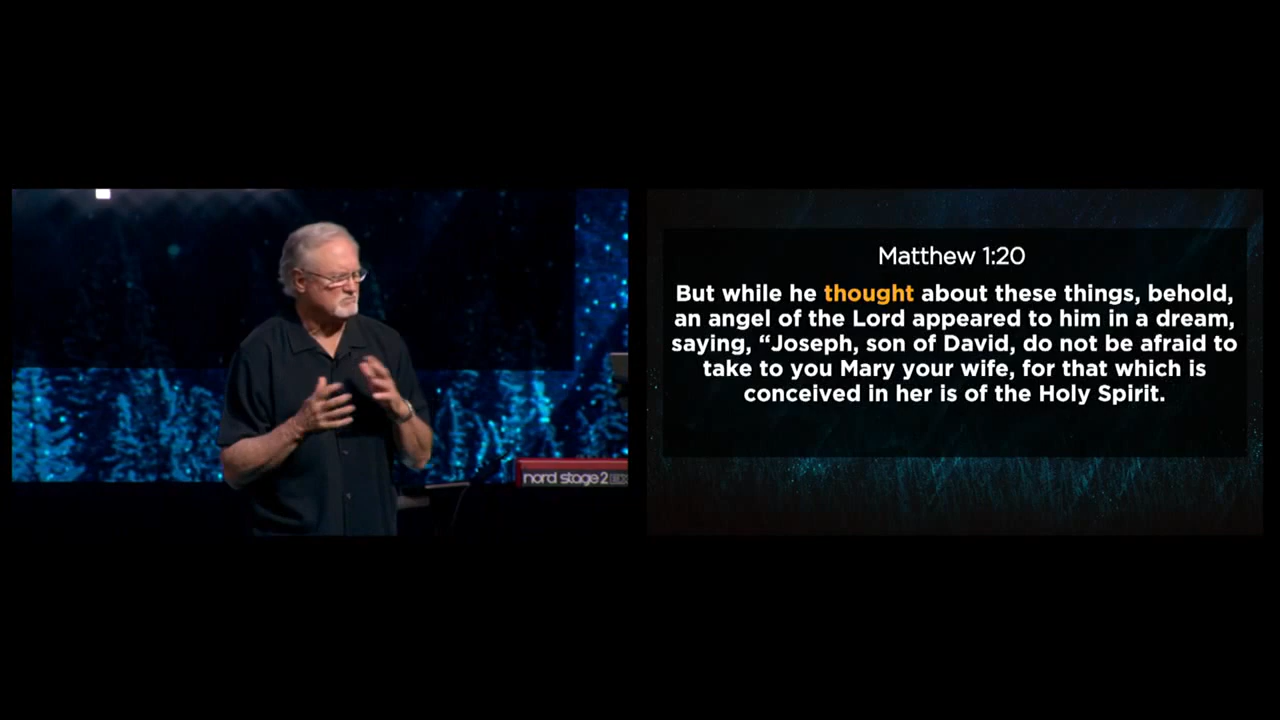 Matthew 1:20
But while he thought about these things, behold,
an angel of the Lord appeared to him in a dream,
saying, “Joseph, son of David, do not be afraid to
take to you Mary your wife, for that which is
conceived in her is of the Holy Spirit.
nord stage 2 EX